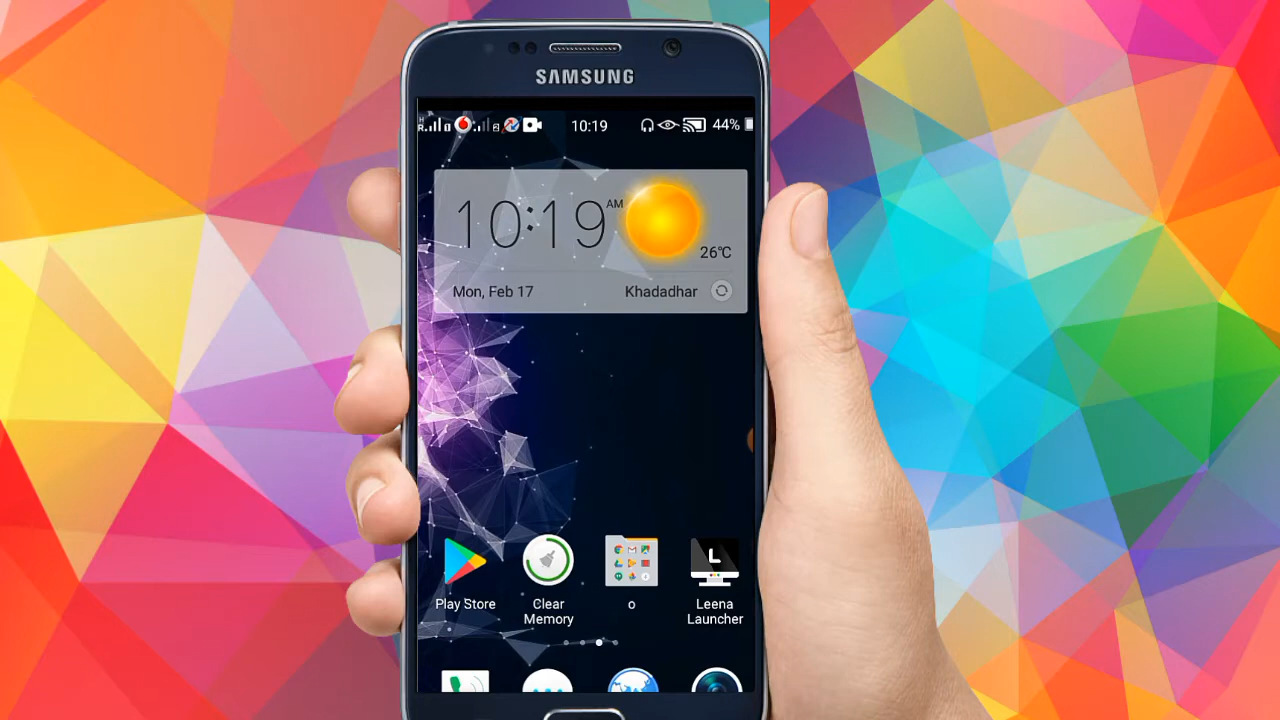 SAMSUNG
10:19
44%
10:19 AM
26℃
Mon, Feb 17
Khadadhar
Play Store
Clear
Memory
o
L
Leena
Launcher